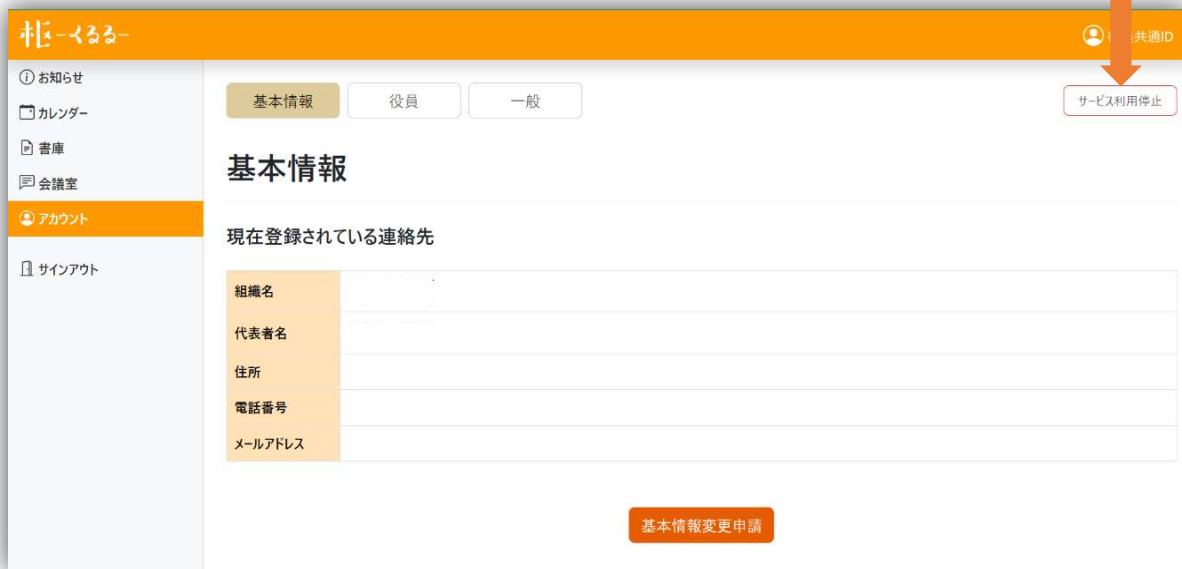 枢-くるる-
共通ID
お知らせ
カレンダー
書庫
会議室
アカウント
サインアウト
基本情報
役員
一般
サービス利用停止
基本情報
現在登録されている連絡先
組織名
代表者名
住所
電話番号
メールアドレス
基本情報変更申請